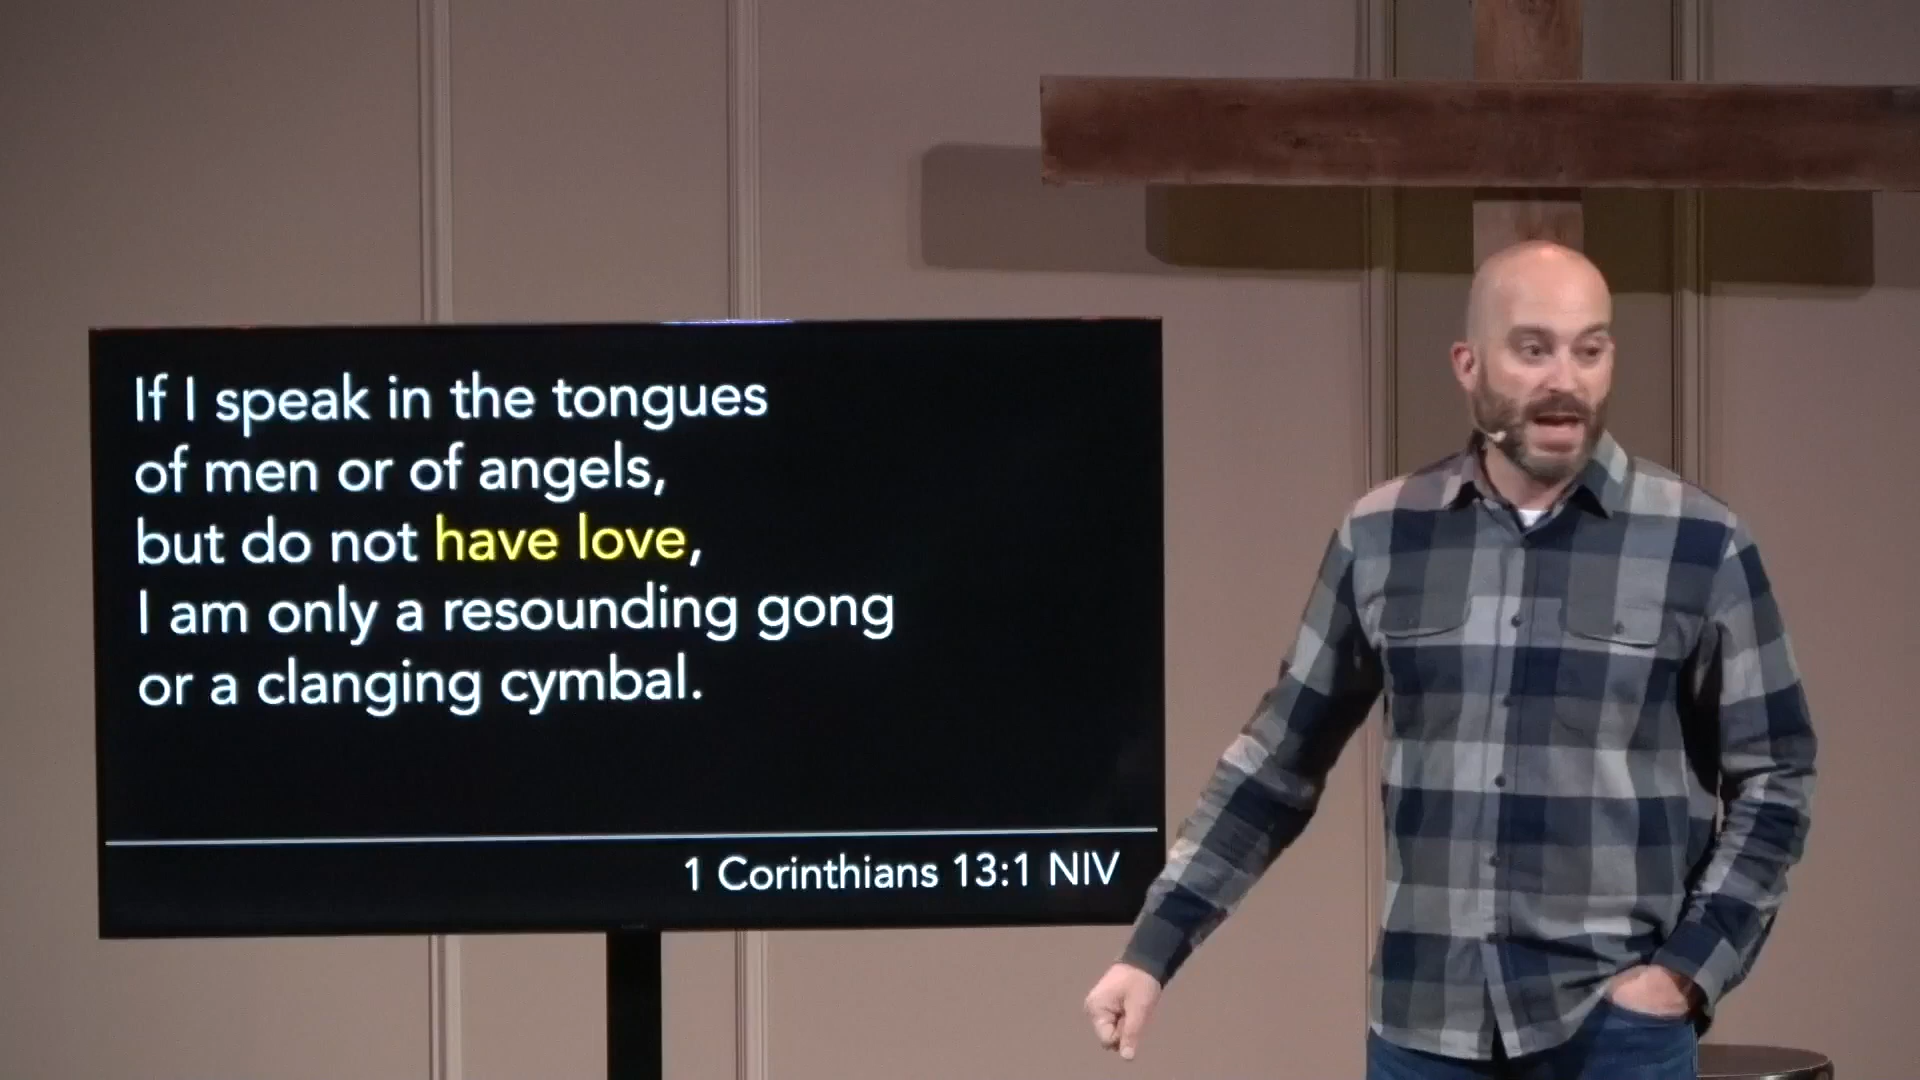 If I speak in the tongues
of men or of angels,
but do not have love,
I am only a resounding gong
or a clanging cymbal.
1 Corinthians 13:1 NIV